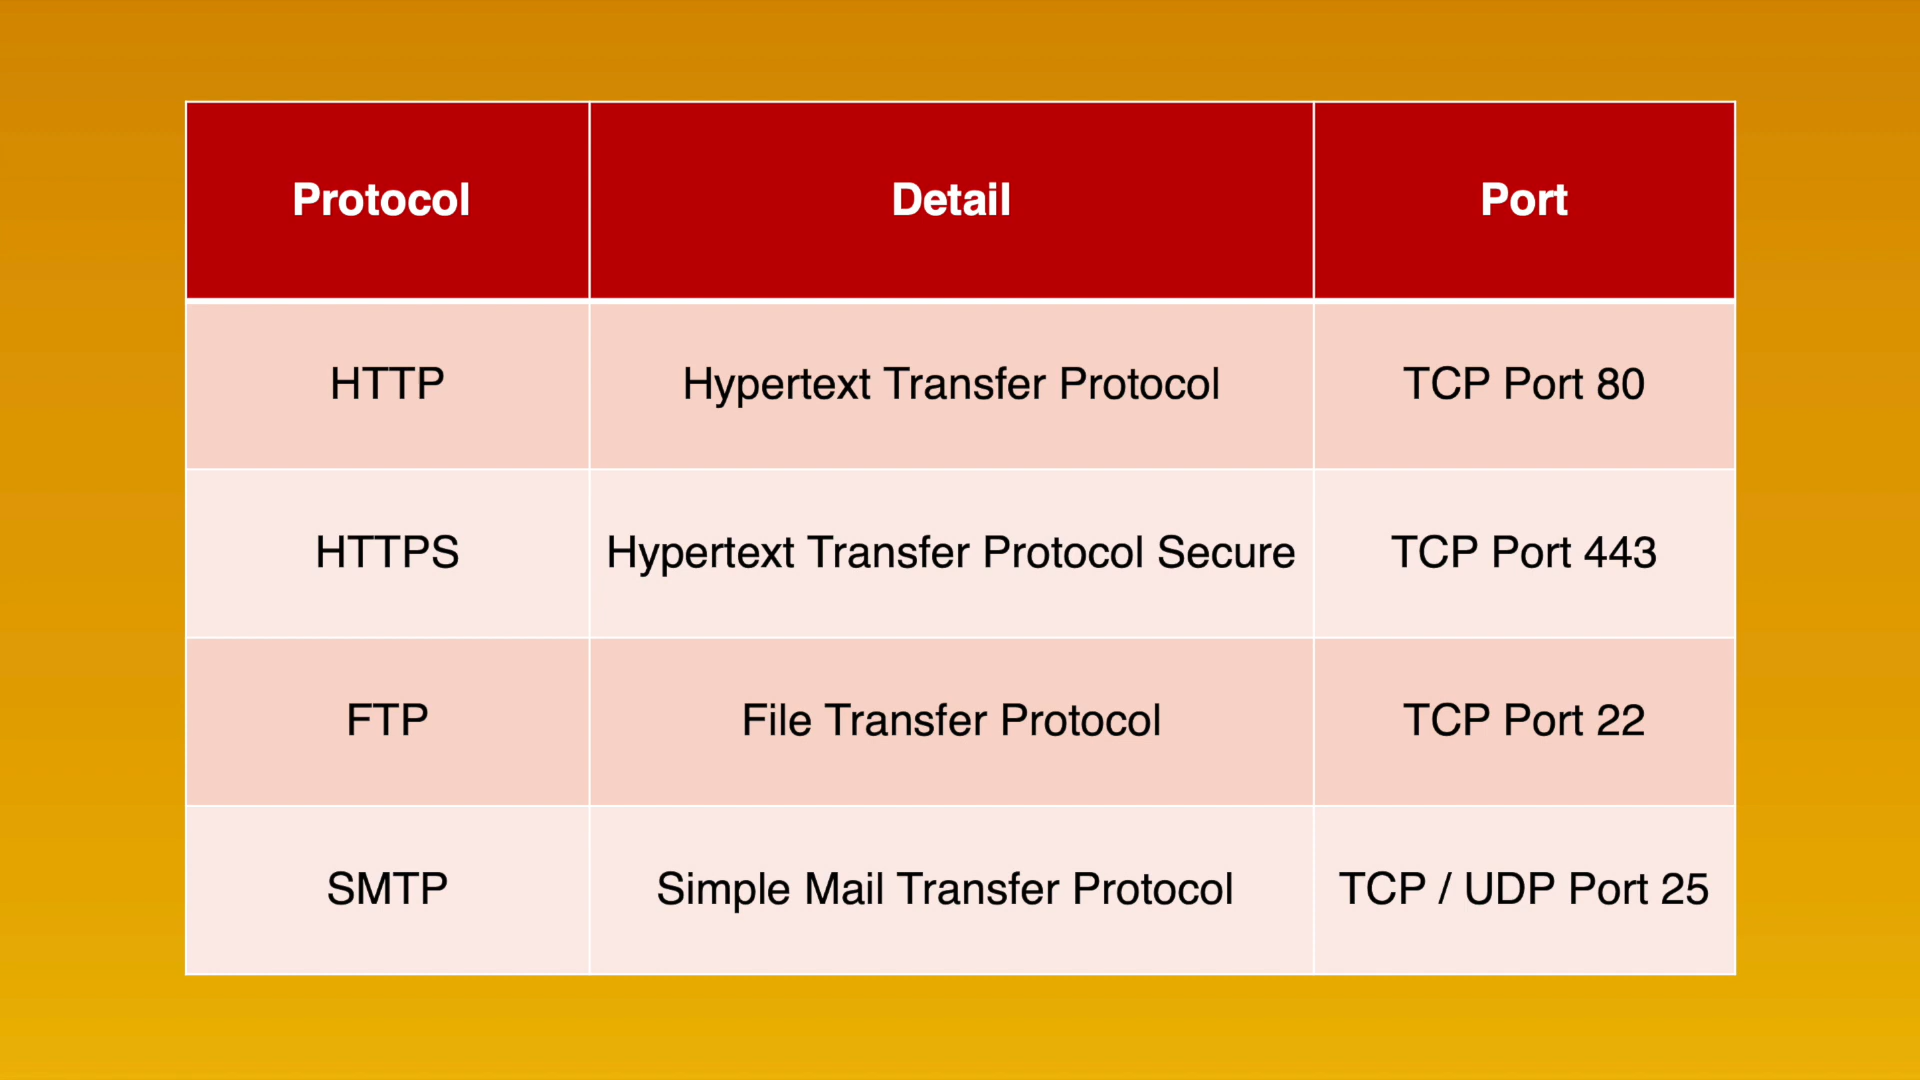 Protocol Detail Port
HTTP Hypertext Transfer Protocol TCP Port 80
HTTPS Hypertext Transfer Protocol Secure TCP Port 443
FTP File Transfer Protocol TCP Port 22
SMTP Simple Mail Transfer Protocol TCP / UDP Port 25